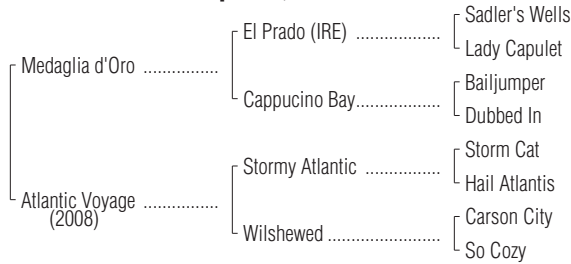 Sadler's Wells
El Prado (IRE) ..................
Lady Capulet
Medaglia d'Oro ................
Bailjumper
Cappucino Bay....................
Dubbed In
Storm Cat
Stormy Atlantic ................
Hail Atlantis
Atlantic Voyage ................
(2008)
Carson City
Wilshewed ........................
So Cozy